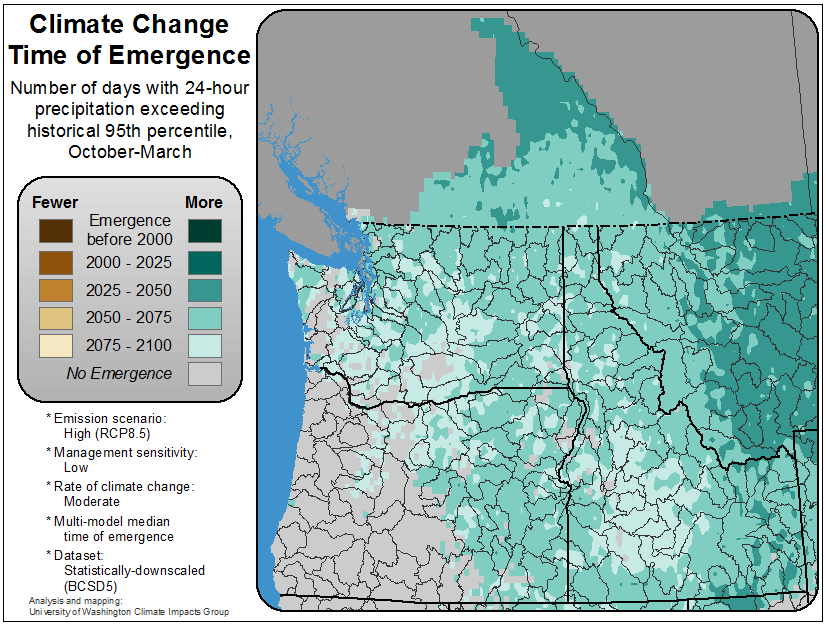 Climate Change
Time of Emergence
Number of days with 24-hour
precipitation exceeding
historical 95th percentile,
October-March
Fewer More
Emergence
before 2000
2000 - 2025
2025 - 2050
2050 - 2075
2075 - 2100
No Emergence
* Emission scenario:
High (RCP8.5)
* Management sensitivity:
Low
* Rate of climate change:
Moderate
* Multi-model median
time of emergence
* Dataset:
Statistically-downscaled
(BCSD5)
Analysis and mapping:
University of Washington Climate Impacts Group